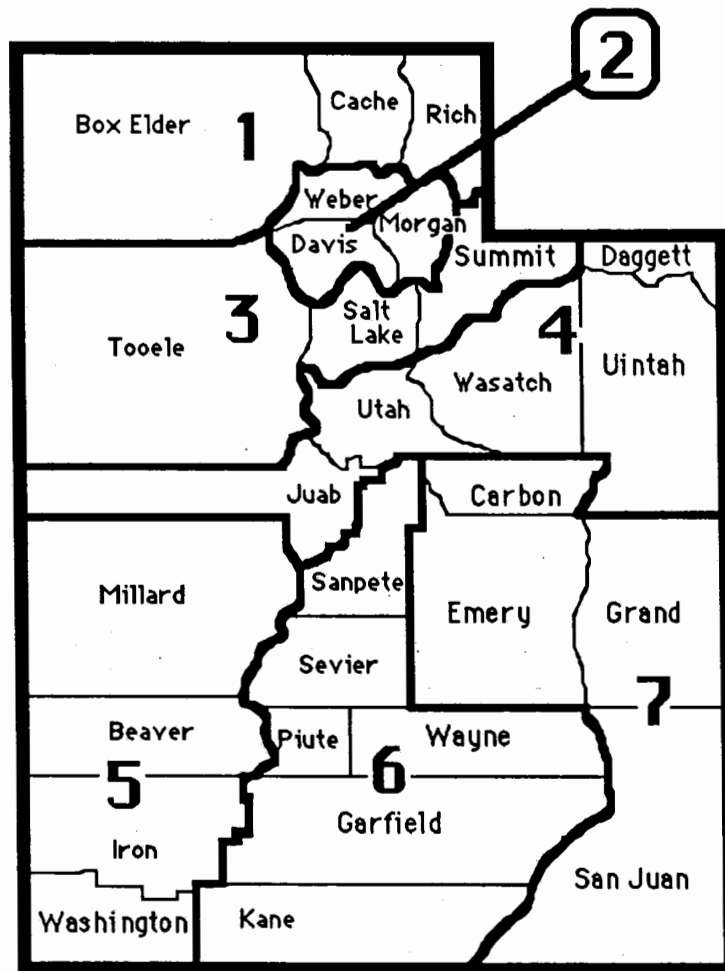 2
Cache
Box Elder
1
Rich
Weber
Morgan
Davis
Summit
Daggett
3
Salt
Lake
4
Tooele
Uintah
Wasatch
Utah
Juab
Carbon
Sanpete
Millard
Emery
Grand
Sevier
7
Beaver
Piute
Wayne
5
6
Garfield
Iron
San Juan
Washington
Kane